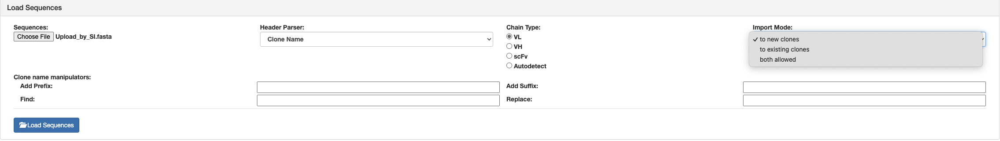 Load Sequences
Sequences:
Choose File Upload_by_SI.fasta
Header Parser:
Clone Name
Chain Type:
VL
VH
scFv
Autodetect
Import Mode:
✓ to new clones
to existing clones
both allowed
Clone name manipulators:
Add Prefix:
Add Suffix:
Find:
Replace:
Load Sequences